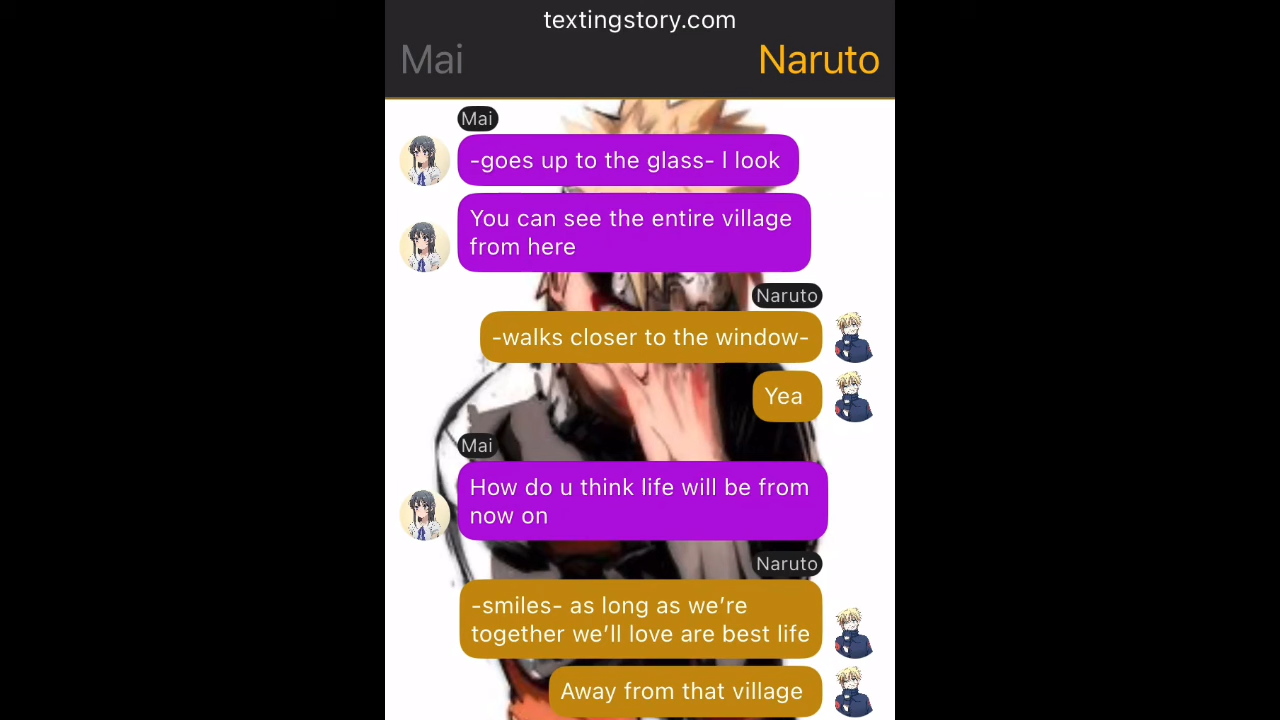 textingstory.com
Mai
Naruto
Mai
-goes up to the glass- I look
You can see the entire village
from here
Naruto
-walks closer to the window-
Yea
Mai
How do u think life will be from
now on
Naruto
-smiles- as long as we’re
together we’ll love are best life
Away from that village